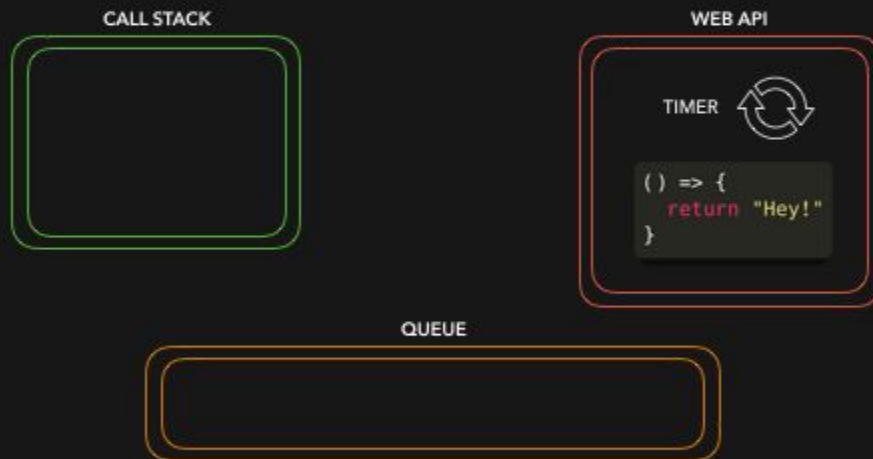 CALL STACK
WEB API
TIMER
() => {
  return "Hey!"
}
QUEUE